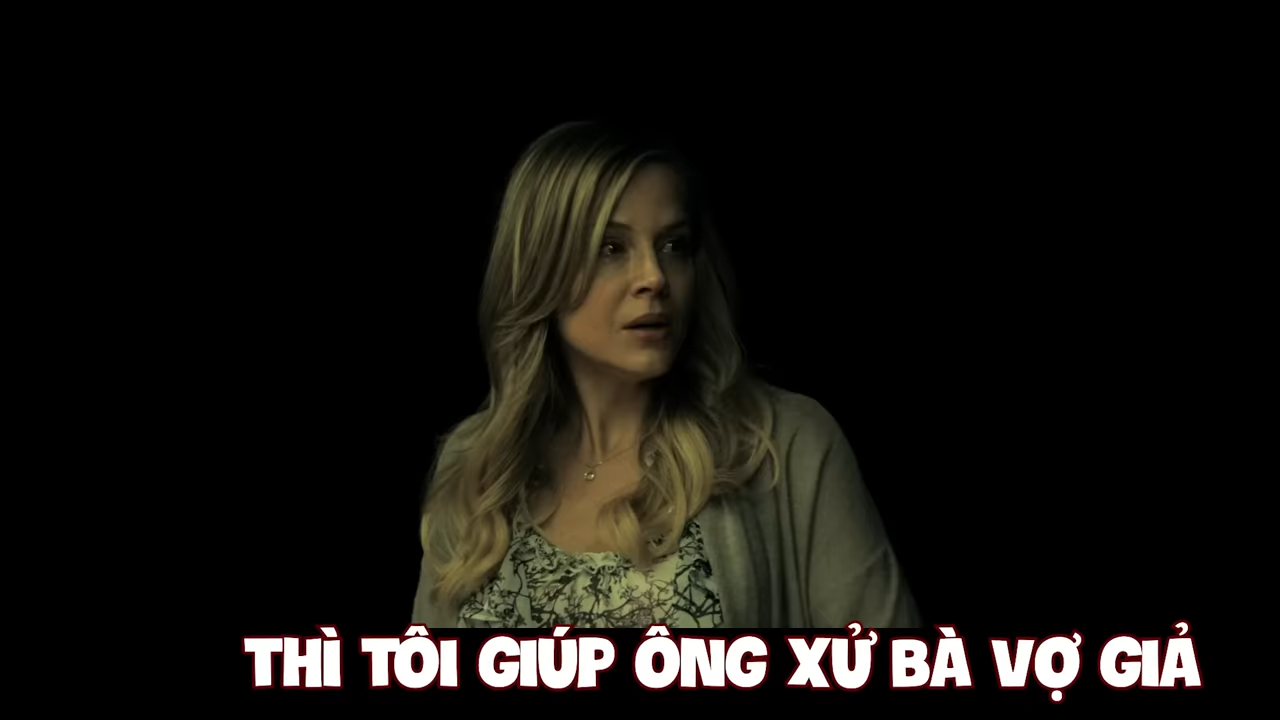 THÌ TÔI GIÚP ÔNG XỬ BÀ VỢ GIẢ